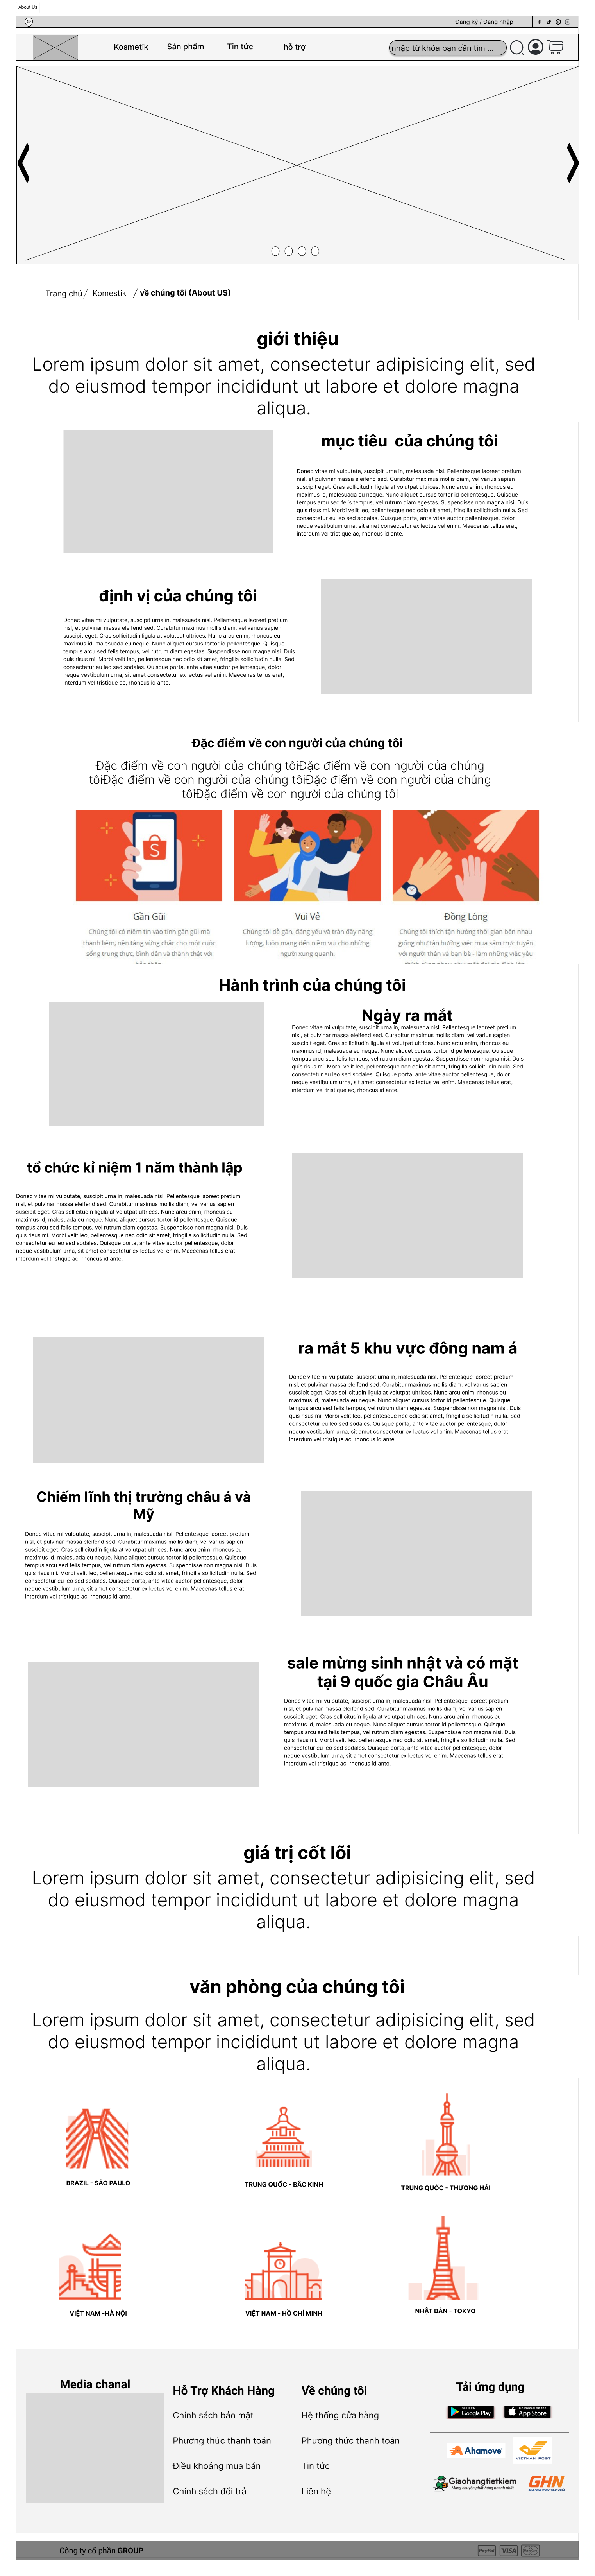 About Us
Đăng ký / Đăng nhập
Kosmetik
Sản phẩm
Tin tức
hỗ trợ
nhập từ khóa bạn cần tìm ...
Trang chủ / Komestik / về chúng tôi (About US)
giới thiệu
Lorem ipsum dolor sit amet, consectetur adipisicing elit, sed
do eiusmod tempor incididunt ut labore et dolore magna
aliqua.
mục tiêu của chúng tôi
Donec vitae mi vulputate, suscipit urna in, malesuada nisl. Pellentesque laoreet pretium
nisl, et pulvinar massa eleifend sed. Curabitur maximus mollis diam, vel varius sapien
suscipit eget. Cras sollicitudin ligula at volutpat ultrices. Nunc arcu enim, rhoncus eu
maximus id, malesuada eu neque. Nunc aliquet cursus tortor id pellentesque. Quisque
tempus arcu sed felis tempus, vel rutrum diam egestas. Suspendisse non magna nisi. Duis
quis risus mi. Morbi velit leo, pellentesque nec odio sit amet, fringilla sollicitudin nulla. Sed
consectetur eu leo sed sodales. Quisque porta, ante vitae auctor pellentesque, dolor
neque vestibulum urna, sit amet consectetur ex lectus vel enim. Maecenas tellus erat,
interdum vel tristique ac, rhoncus id ante.
định vị của chúng tôi
Donec vitae mi vulputate, suscipit urna in, malesuada nisl. Pellentesque laoreet pretium
nisl, et pulvinar massa eleifend sed. Curabitur maximus mollis diam, vel varius sapien
suscipit eget. Cras sollicitudin ligula at volutpat ultrices. Nunc arcu enim, rhoncus eu
maximus id, malesuada eu neque. Nunc aliquet cursus tortor id pellentesque. Quisque
tempus arcu sed felis tempus, vel rutrum diam egestas. Suspendisse non magna nisi. Duis
quis risus mi. Morbi velit leo, pellentesque nec odio sit amet, fringilla sollicitudin nulla. Sed
consectetur eu leo sed sodales. Quisque porta, ante vitae auctor pellentesque, dolor
neque vestibulum urna, sit amet consectetur ex lectus vel enim. Maecenas tellus erat,
interdum vel tristique ac, rhoncus id ante.
Đặc điểm về con người của chúng tôi
Đặc điểm về con người của chúng tôiĐặc điểm về con người của chúng
tôiĐặc điểm về con người của chúng tôiĐặc điểm về con người của chúng
tôiĐặc điểm về con người của chúng tôi
Gần Gũi
Chúng tôi có niềm tin vào tính gần gũi mà
thanh liêm, nền tảng vững chắc cho một cuộc
sống trung thực, bình dân và thành thật với
Vui Vẻ
Chúng tôi dễ gần, đáng yêu và tràn đầy năng
lượng, luôn mang đến niềm vui cho những
người xung quanh.
Đồng Lòng
Chúng tôi thích tận hưởng thời gian bên nhau
giống như tận hưởng việc mua sắm trực tuyến
với người thân và bạn bè - làm những việc yêu
Hành trình của chúng tôi
Ngày ra mắt
Donec vitae mi vulputate, suscipit urna in, malesuada nisl. Pellentesque laoreet pretium
nisl, et pulvinar massa eleifend sed. Curabitur maximus mollis diam, vel varius sapien
suscipit eget. Cras sollicitudin ligula at volutpat ultrices. Nunc arcu enim, rhoncus eu
maximus id, malesuada eu neque. Nunc aliquet cursus tortor id pellentesque. Quisque
tempus arcu sed felis tempus, vel rutrum diam egestas. Suspendisse non magna nisi. Duis
quis risus mi. Morbi velit leo, pellentesque nec odio sit amet, fringilla sollicitudin nulla. Sed
consectetur eu leo sed sodales. Quisque porta, ante vitae auctor pellentesque, dolor
neque vestibulum urna, sit amet consectetur ex lectus vel enim. Maecenas tellus erat,
interdum vel tristique ac, rhoncus id ante.
tổ chức kỉ niệm 1 năm thành lập
Donec vitae mi vulputate, suscipit urna in, malesuada nisl. Pellentesque laoreet pretium
nisl, et pulvinar massa eleifend sed. Curabitur maximus mollis diam, vel varius sapien
suscipit eget. Cras sollicitudin ligula at volutpat ultrices. Nunc arcu enim, rhoncus eu
maximus id, malesuada eu neque. Nunc aliquet cursus tortor id pellentesque. Quisque
tempus arcu sed felis tempus, vel rutrum diam egestas. Suspendisse non magna nisi. Duis
quis risus mi. Morbi velit leo, pellentesque nec odio sit amet, fringilla sollicitudin nulla. Sed
consectetur eu leo sed sodales. Quisque porta, ante vitae auctor pellentesque, dolor
neque vestibulum urna, sit amet consectetur ex lectus vel enim. Maecenas tellus erat,
interdum vel tristique ac, rhoncus id ante.
ra mắt 5 khu vực đông nam á
Donec vitae mi vulputate, suscipit urna in, malesuada nisl. Pellentesque laoreet pretium
nisl, et pulvinar massa eleifend sed. Curabitur maximus mollis diam, vel varius sapien
suscipit eget. Cras sollicitudin ligula at volutpat ultrices. Nunc arcu enim, rhoncus eu
maximus id, malesuada eu neque. Nunc aliquet cursus tortor id pellentesque. Quisque
tempus arcu sed felis tempus, vel rutrum diam egestas. Suspendisse non magna nisi. Duis
quis risus mi. Morbi velit leo, pellentesque nec odio sit amet, fringilla sollicitudin nulla. Sed
consectetur eu leo sed sodales. Quisque porta, ante vitae auctor pellentesque, dolor
neque vestibulum urna, sit amet consectetur ex lectus vel enim. Maecenas tellus erat,
interdum vel tristique ac, rhoncus id ante.
Chiếm lĩnh thị trường châu á và
Mỹ
Donec vitae mi vulputate, suscipit urna in, malesuada nisl. Pellentesque laoreet pretium
nisl, et pulvinar massa eleifend sed. Curabitur maximus mollis diam, vel varius sapien
suscipit eget. Cras sollicitudin ligula at volutpat ultrices. Nunc arcu enim, rhoncus eu
maximus id, malesuada eu neque. Nunc aliquet cursus tortor id pellentesque. Quisque
tempus arcu sed felis tempus, vel rutrum diam egestas. Suspendisse non magna nisi. Duis
quis risus mi. Morbi velit leo, pellentesque nec odio sit amet, fringilla sollicitudin nulla. Sed
consectetur eu leo sed sodales. Quisque porta, ante vitae auctor pellentesque, dolor
neque vestibulum urna, sit amet consectetur ex lectus vel enim. Maecenas tellus erat,
interdum vel tristique ac, rhoncus id ante.
sale mừng sinh nhật và có mặt
tại 9 quốc gia Châu Âu
Donec vitae mi vulputate, suscipit urna in, malesuada nisl. Pellentesque laoreet pretium
nisl, et pulvinar massa eleifend sed. Curabitur maximus mollis diam, vel varius sapien
suscipit eget. Cras sollicitudin ligula at volutpat ultrices. Nunc arcu enim, rhoncus eu
maximus id, malesuada eu neque. Nunc aliquet cursus tortor id pellentesque. Quisque
tempus arcu sed felis tempus, vel rutrum diam egestas. Suspendisse non magna nisi. Duis
quis risus mi. Morbi velit leo, pellentesque nec odio sit amet, fringilla sollicitudin nulla. Sed
consectetur eu leo sed sodales. Quisque porta, ante vitae auctor pellentesque, dolor
neque vestibulum urna, sit amet consectetur ex lectus vel enim. Maecenas tellus erat,
interdum vel tristique ac, rhoncus id ante.
giá trị cốt lõi
Lorem ipsum dolor sit amet, consectetur adipisicing elit, sed
do eiusmod tempor incididunt ut labore et dolore magna
aliqua.
văn phòng của chúng tôi
Lorem ipsum dolor sit amet, consectetur adipisicing elit, sed
do eiusmod tempor incididunt ut labore et dolore magna
aliqua.
BRAZIL - SÃO PAULO
TRUNG QUỐC - BẮC KINH
TRUNG QUỐC - THƯỢNG HẢI
VIỆT NAM -HÀ NỘI
VIỆT NAM - HỒ CHÍ MINH
NHẬT BẢN - TOKYO
Media chanal
Hỗ Trợ Khách Hàng
Chính sách bảo mật
Phương thức thanh toán
Điều khoảng mua bán
Chính sách đổi trả
Về chúng tôi
Hệ thống cửa hàng
Phương thức thanh toán
Tin tức
Liên hệ
Tải ứng dụng
GET IT ON
Google Play
Download on the
App Store
Ahamove
VIETNAM POST
Giaohangtietkiem
GHN
Công ty cổ phần GROUP
PayPal
VISA